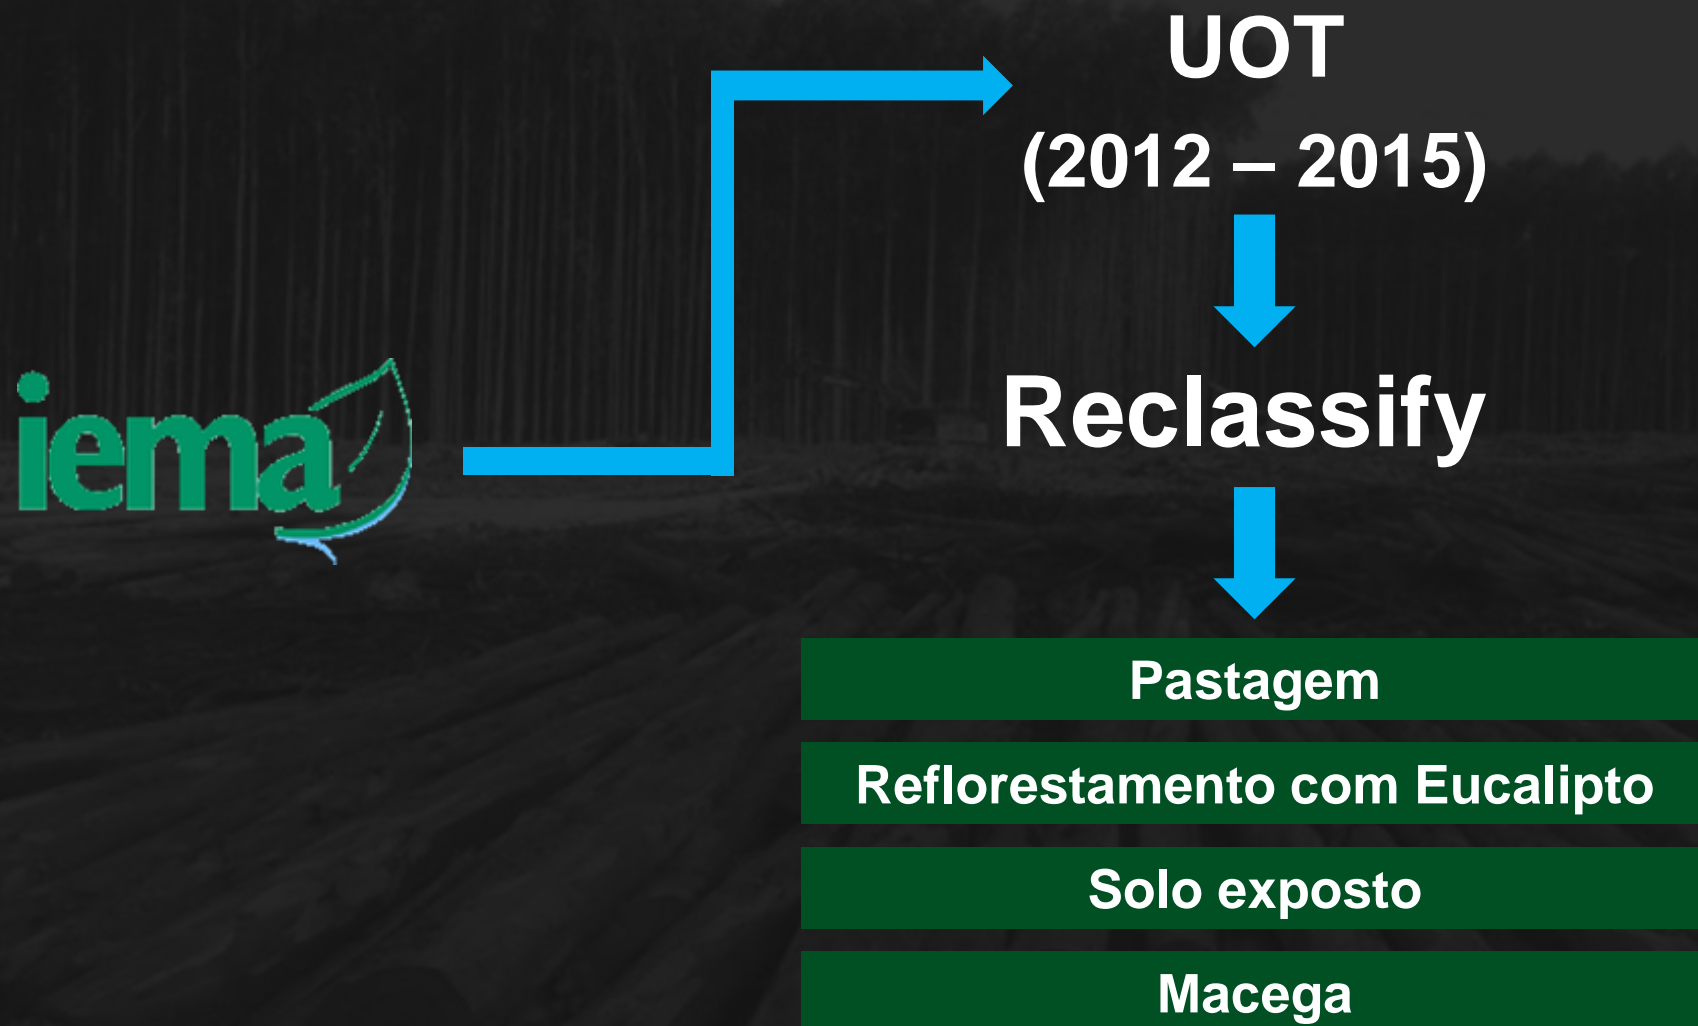 UOT
(2012 – 2015)
iema
Reclassify
Pastagem
Reflorestamento com Eucalipto
Solo exposto
Macega